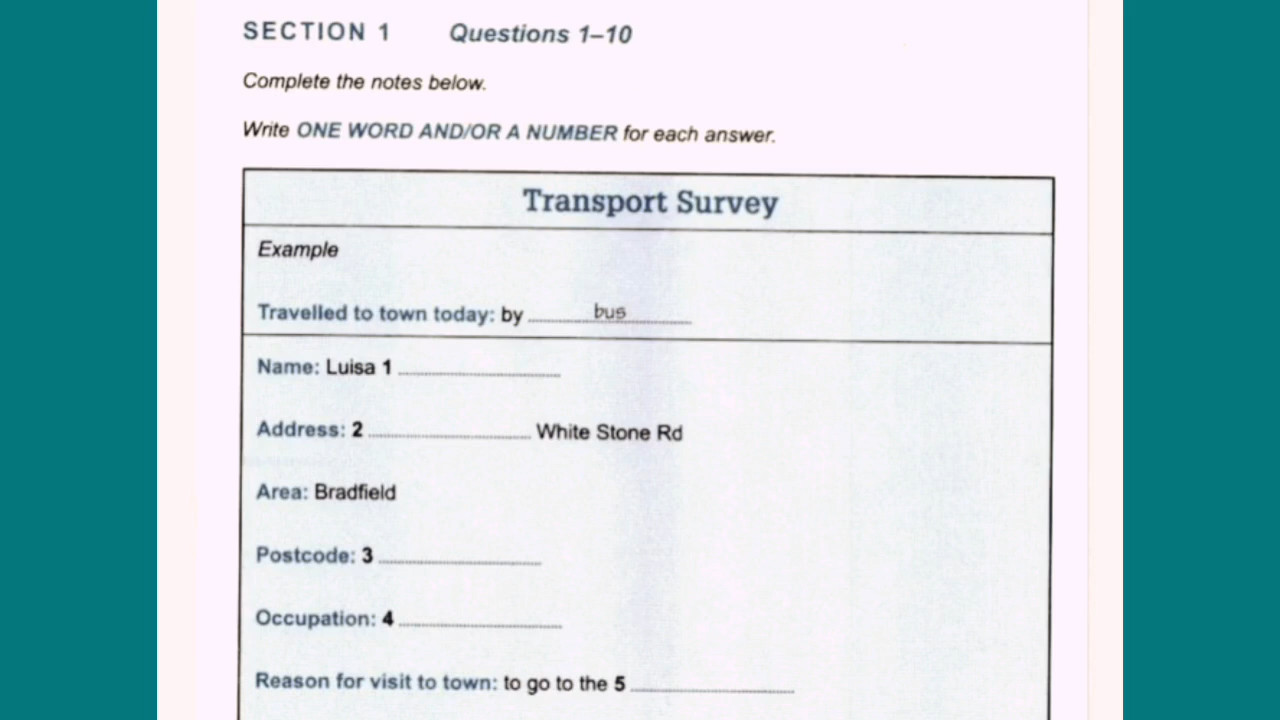 SECTION 1 Questions 1–10
Complete the notes below.
Write ONE WORD AND/OR A NUMBER for each answer.
Transport Survey
Example
Travelled to town today: by bus
Name: Luisa 1
Address: 2 White Stone Rd
Area: Bradfield
Postcode: 3
Occupation: 4
Reason for visit to town: to go to the 5